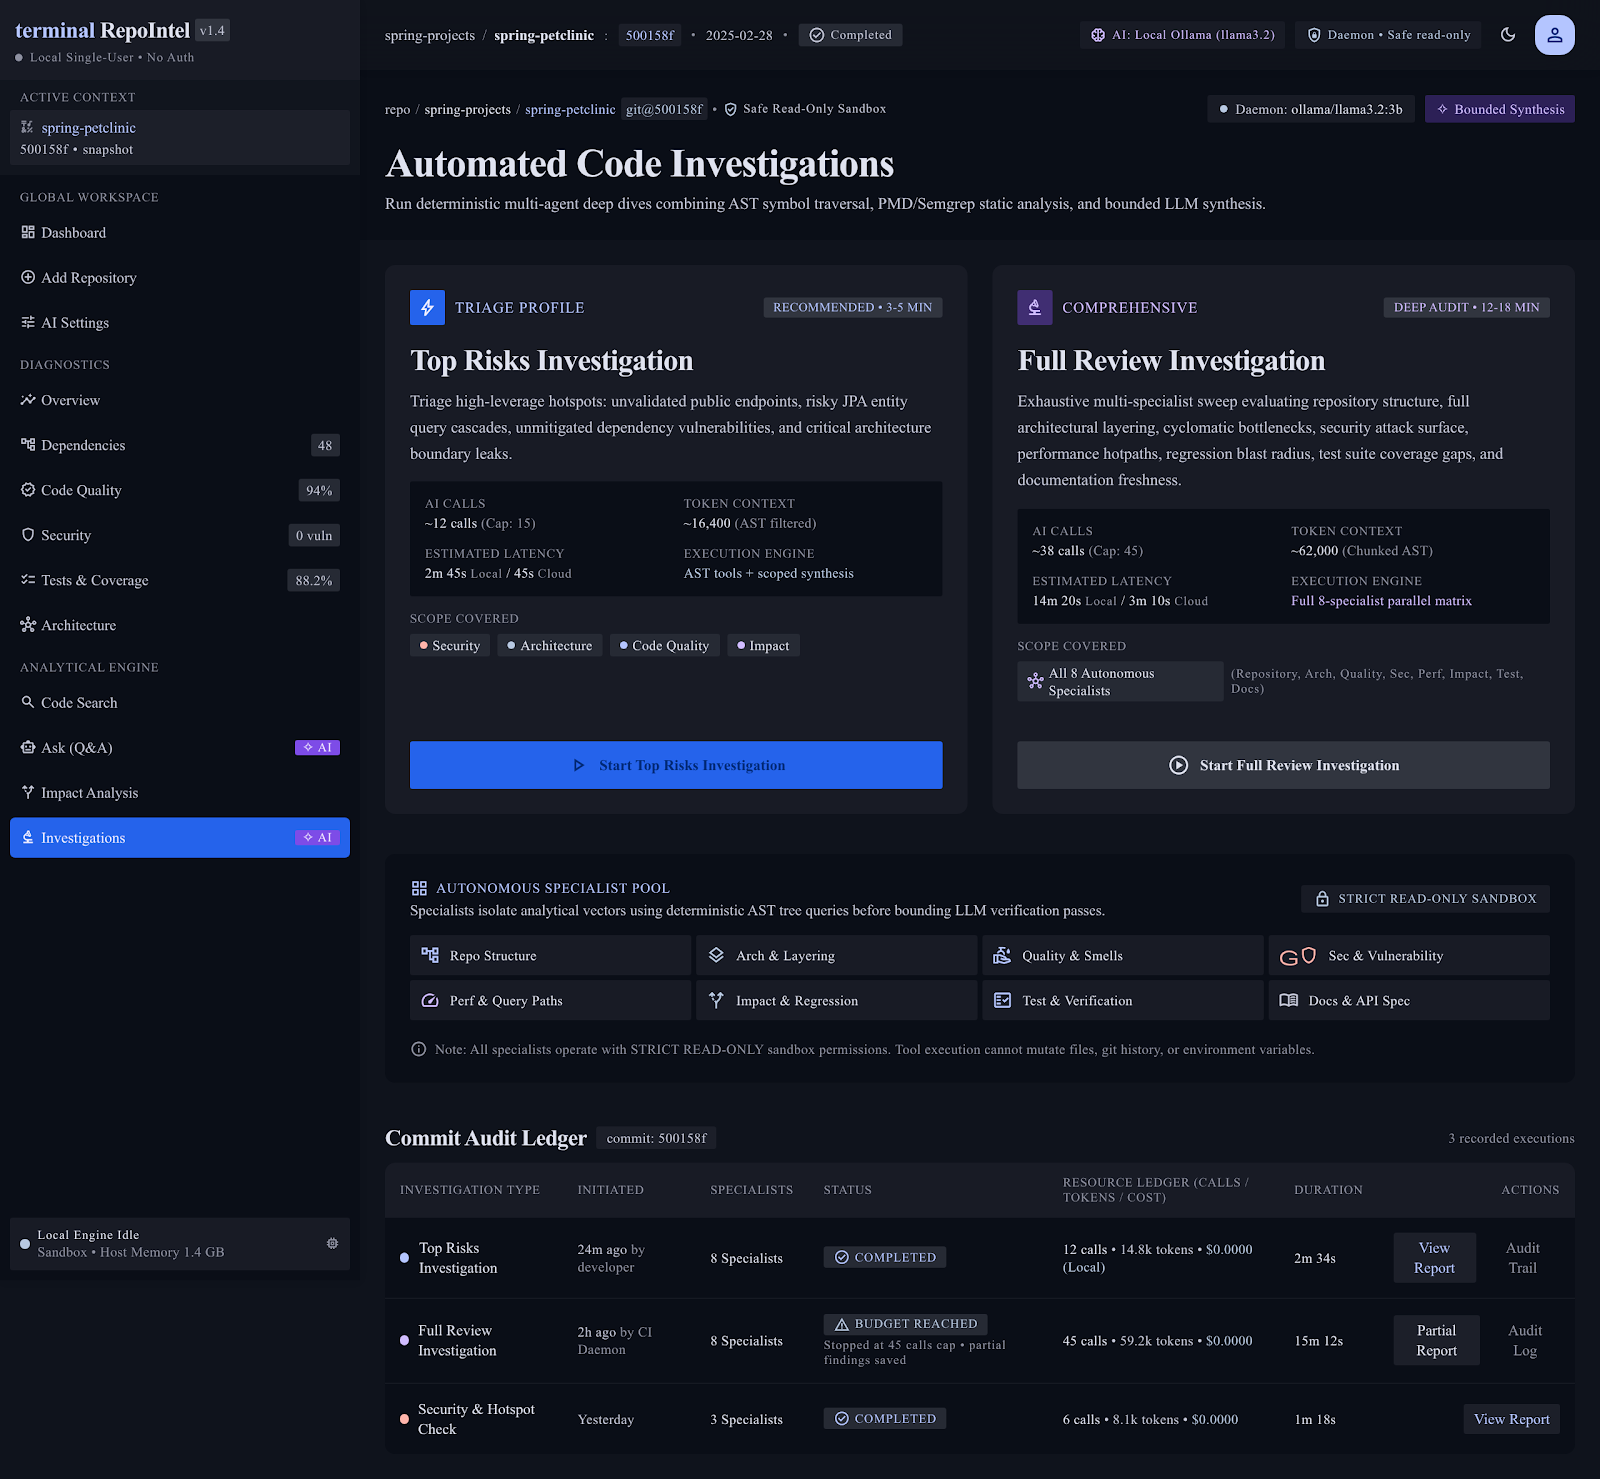 terminal RepoIntel v1.4
Local Single-User • No Auth
ACTIVE CONTEXT
spring-petclinic
500158f • snapshot
GLOBAL WORKSPACE
Dashboard
Add Repository
AI Settings
DIAGNOSTICS
Overview
Dependencies 48
Code Quality 94%
Security 0 vuln
Tests & Coverage 88.2%
Architecture
ANALYTICAL ENGINE
Code Search
Ask (Q&A) AI
Impact Analysis
Investigations AI
Local Engine Idle
Sandbox • Host Memory 1.4 GB
spring-projects / spring-petclinic : 500158f • 2025-02-28 • Completed
AI: Local Ollama (llama3.2)
Daemon • Safe read-only
repo / spring-projects / spring-petclinic git@500158f • Safe Read-Only Sandbox
Daemon: ollama/llama3.2:3b
Bounded Synthesis
Automated Code Investigations
Run deterministic multi-agent deep dives combining AST symbol traversal, PMD/Semgrep static analysis, and bounded LLM synthesis.
TRIAGE PROFILE
RECOMMENDED • 3-5 MIN
Top Risks Investigation
Triage high-leverage hotspots: unvalidated public endpoints, risky JPA entity
query cascades, unmitigated dependency vulnerabilities, and critical architecture
boundary leaks.
AI CALLS
~12 calls (Cap: 15)
TOKEN CONTEXT
~16,400 (AST filtered)
ESTIMATED LATENCY
2m 45s Local / 45s Cloud
EXECUTION ENGINE
AST tools + scoped synthesis
SCOPE COVERED
Security
Architecture
Code Quality
Impact
Start Top Risks Investigation
COMPREHENSIVE
DEEP AUDIT • 12-18 MIN
Full Review Investigation
Exhaustive multi-specialist sweep evaluating repository structure, full
architectural layering, cyclomatic bottlenecks, security attack surface,
performance hotpaths, regression blast radius, test suite coverage gaps, and
documentation freshness.
AI CALLS
~38 calls (Cap: 45)
TOKEN CONTEXT
~62,000 (Chunked AST)
ESTIMATED LATENCY
14m 20s Local / 3m 10s Cloud
EXECUTION ENGINE
Full 8-specialist parallel matrix
SCOPE COVERED
All 8 Autonomous
Specialists
(Repository, Arch, Quality, Sec, Perf, Impact, Test,
Docs)
Start Full Review Investigation
AUTONOMOUS SPECIALIST POOL
Specialists isolate analytical vectors using deterministic AST tree queries before bounding LLM verification passes.
STRICT READ-ONLY SANDBOX
Repo Structure
Arch & Layering
Quality & Smells
Sec & Vulnerability
Perf & Query Paths
Impact & Regression
Test & Verification
Docs & API Spec
Note: All specialists operate with STRICT READ-ONLY sandbox permissions. Tool execution cannot mutate files, git history, or environment variables.
Commit Audit Ledger commit: 500158f
3 recorded executions
INVESTIGATION TYPE INITIATED SPECIALISTS STATUS RESOURCE LEDGER (CALLS /
TOKENS / COST) DURATION ACTIONS
Top Risks
Investigation
24m ago by
developer
8 Specialists
COMPLETED
12 calls • 14.8k tokens • $0.0000
(Local)
2m 34s
View
Report
Audit
Trail
Full Review
Investigation
2h ago by CI
Daemon
8 Specialists
BUDGET REACHED
Stopped at 45 calls cap • partial
findings saved
45 calls • 59.2k tokens • $0.0000
15m 12s
Partial
Report
Audit
Log
Security & Hotspot
Check
Yesterday
3 Specialists
COMPLETED
6 calls • 8.1k tokens • $0.0000
1m 18s
View Report